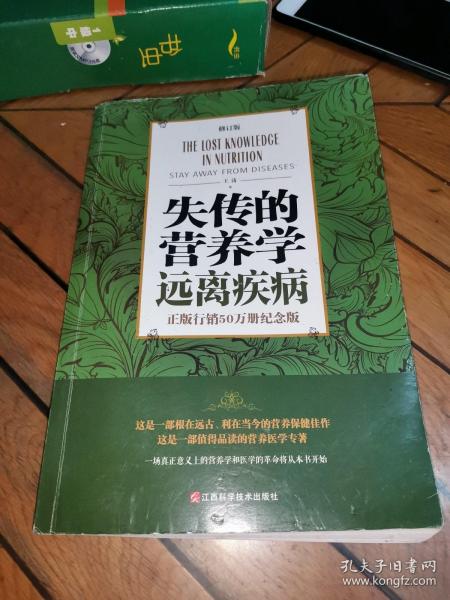 修订版
THE LOST KNOWLEDGE
IN NUTRITION
STAY AWAY FROM DISEASES
王涛
失传的
营养学
远离疾病
正版行销50万册纪念版
这是一部根在远古、利在当今的营养保健佳作
这是一部值得品读的营养医学专著
一场真正意义上的营养学和医学的革命将从本书开始
江西科学技术出版社
孔夫子旧书网
www.kongfz.com